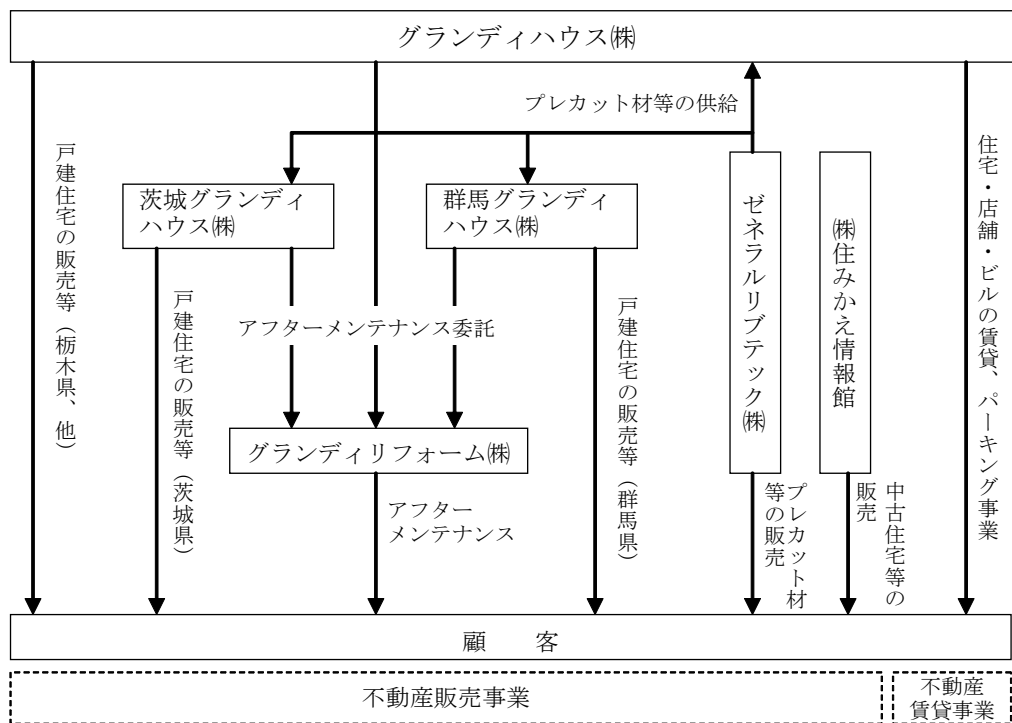 グランディハウス㈱
プレカット材等の供給
戸建住宅の販売等（栃木県、他）
茨城グランディ
ハウス㈱
群馬グランディ
ハウス㈱
ゼネラルリブテック㈱
㈱住みかえ情報館
住宅・店舗・ビルの賃貸、パーキング事業
アフターメンテナンス委託
戸建住宅の販売等（茨城県）
戸建住宅の販売等（群馬県）
グランディリフォーム㈱
アフター
メンテナンス
プレカット材
等の販売
中古住宅等の
販売
顧　客
不動産販売事業
不動産
賃貸事業